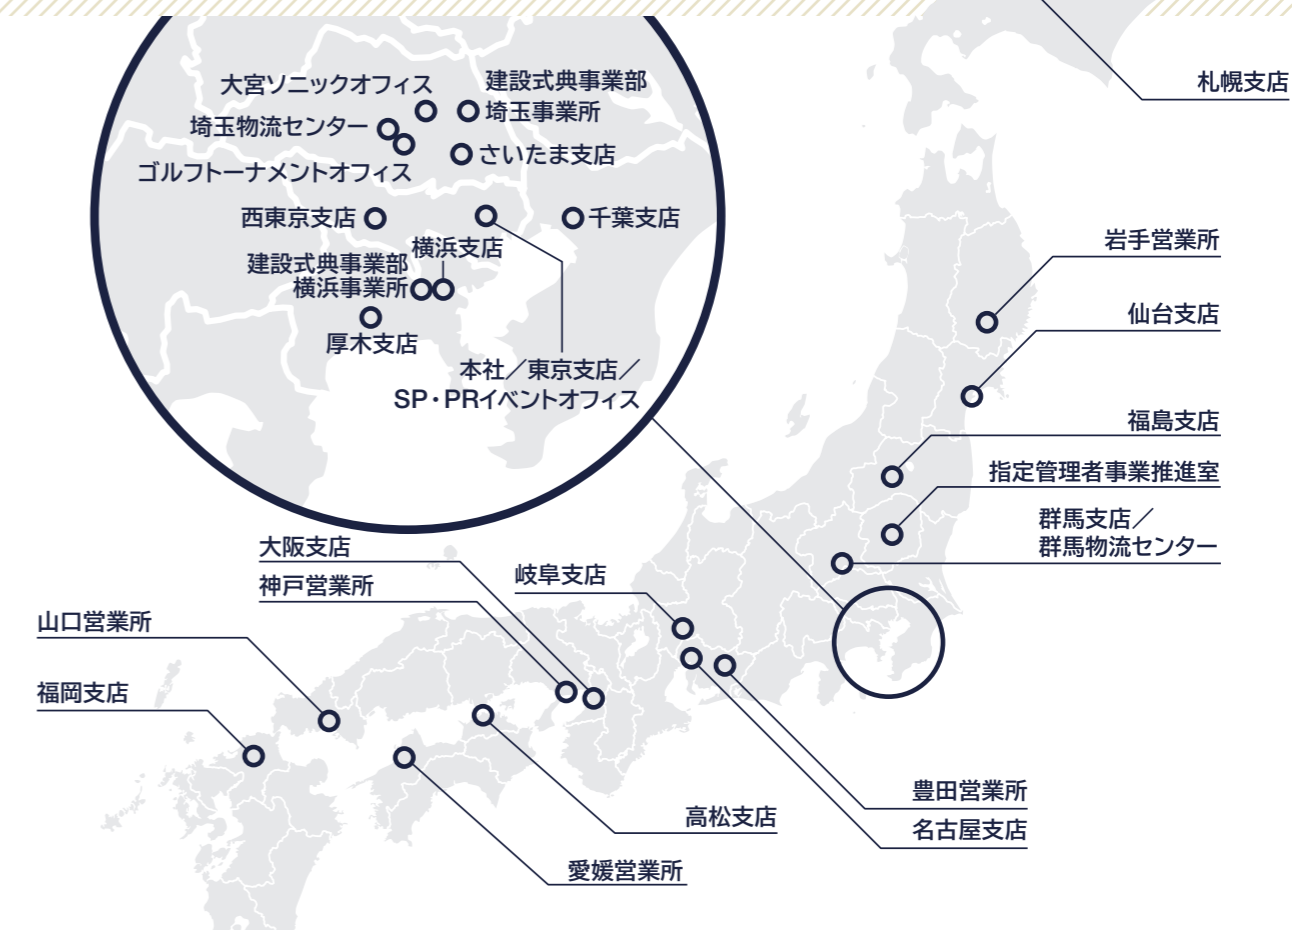 札幌支店
大宮ソニックオフィス
建設式典事業部
埼玉事業所
埼玉物流センター
さいたま支店
ゴルフトーナメントオフィス
西東京支店
千葉支店
横浜支店
建設式典事業部
横浜事業所
厚木支店
本社／東京支店／
SP・PRイベントオフィス
岩手営業所
仙台支店
福島支店
指定管理者事業推進室
群馬支店／
群馬物流センター
大阪支店
神戸営業所
岐阜支店
山口営業所
福岡支店
豊田営業所
名古屋支店
高松支店
愛媛営業所